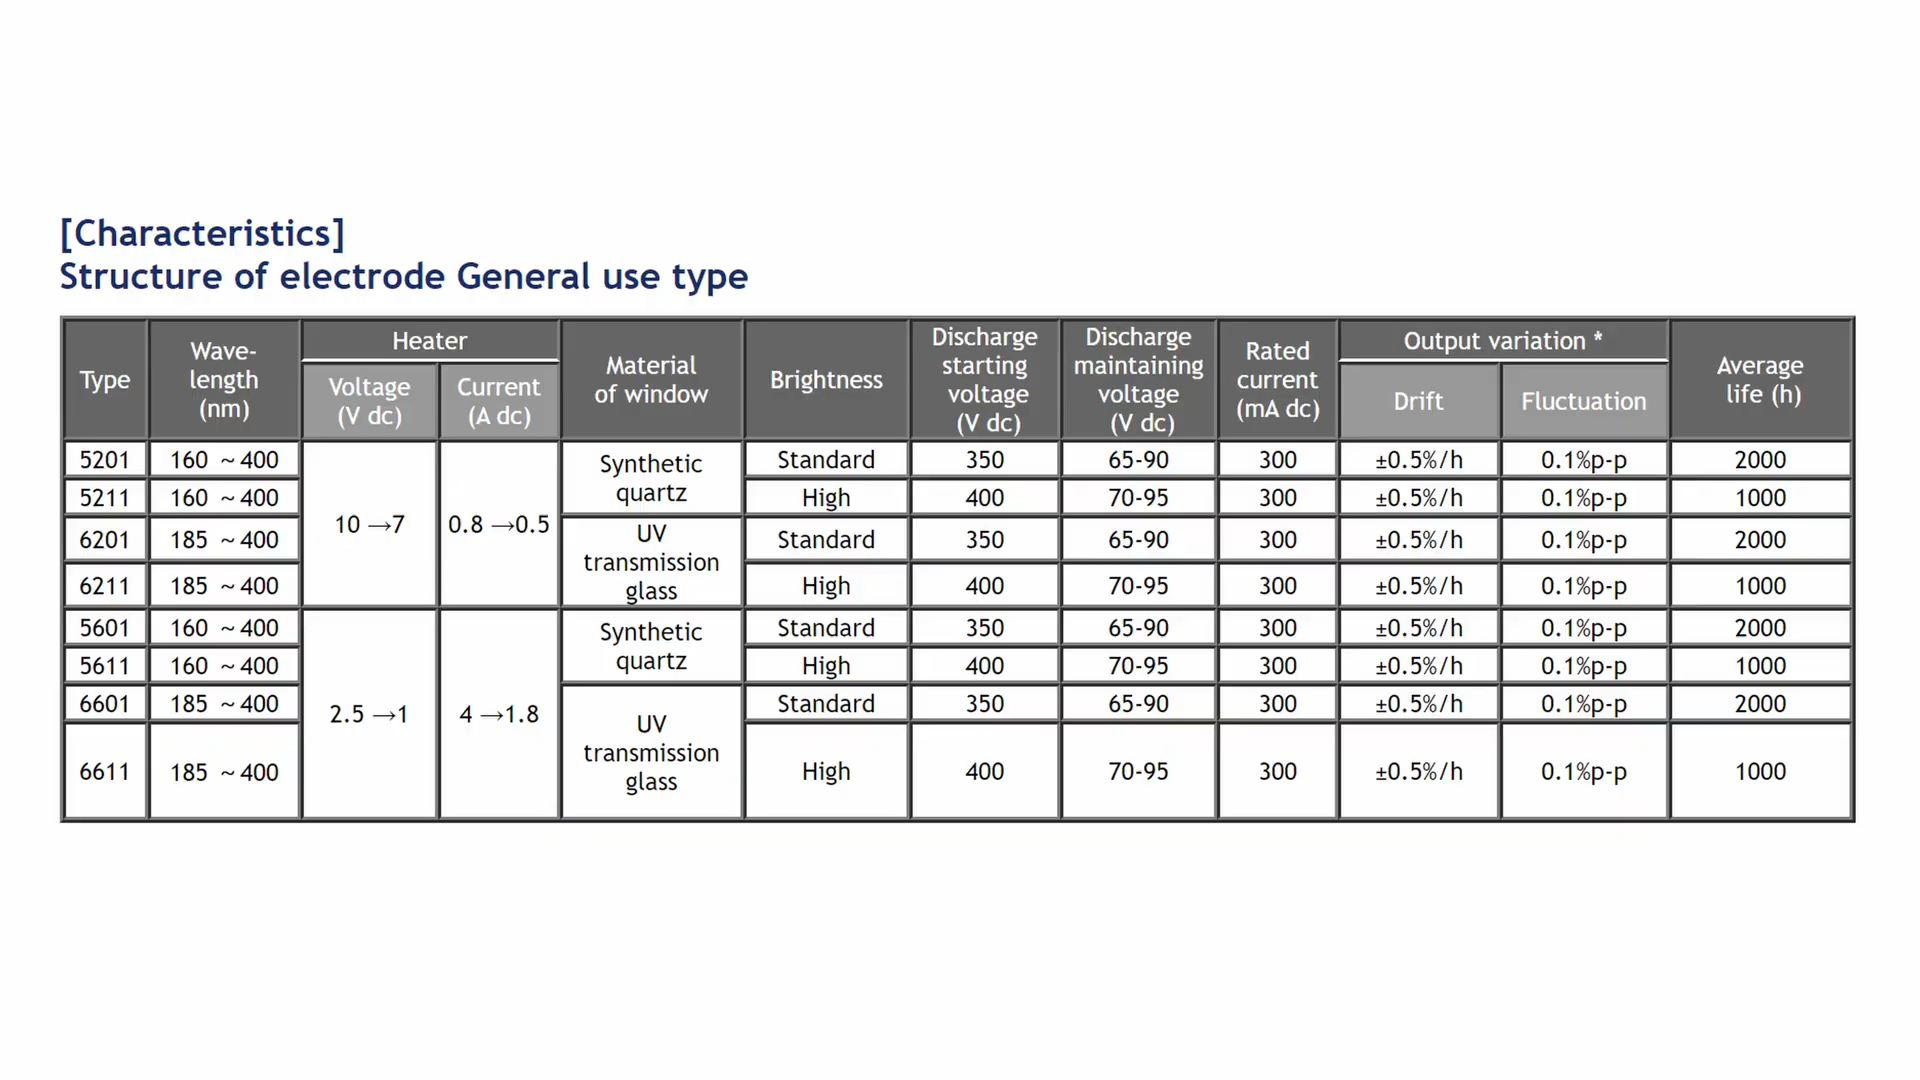 [Characteristics]
Structure of electrode General use type
Type
Wave-
length
(nm)
Heater
Voltage
(V dc)
Current
(A dc)
Material
of window
Brightness
Discharge
starting
voltage
(V dc)
Discharge
maintaining
voltage
(V dc)
Rated
current
(mA dc)
Output variation *
Drift
Fluctuation
Average
life (h)
5201 160 ~ 400 10 →7 0.8 →0.5 Synthetic quartz Standard 350 65-90 300 ±0.5%/h 0.1%p-p 2000
5211 160 ~ 400 High 400 70-95 300 ±0.5%/h 0.1%p-p 1000
6201 185 ~ 400 UV transmission glass Standard 350 65-90 300 ±0.5%/h 0.1%p-p 2000
6211 185 ~ 400 High 400 70-95 300 ±0.5%/h 0.1%p-p 1000
5601 160 ~ 400 2.5 →1 4 →1.8 Synthetic quartz Standard 350 65-90 300 ±0.5%/h 0.1%p-p 2000
5611 160 ~ 400 High 400 70-95 300 ±0.5%/h 0.1%p-p 1000
6601 185 ~ 400 UV transmission glass Standard 350 65-90 300 ±0.5%/h 0.1%p-p 2000
6611 185 ~ 400 High 400 70-95 300 ±0.5%/h 0.1%p-p 1000